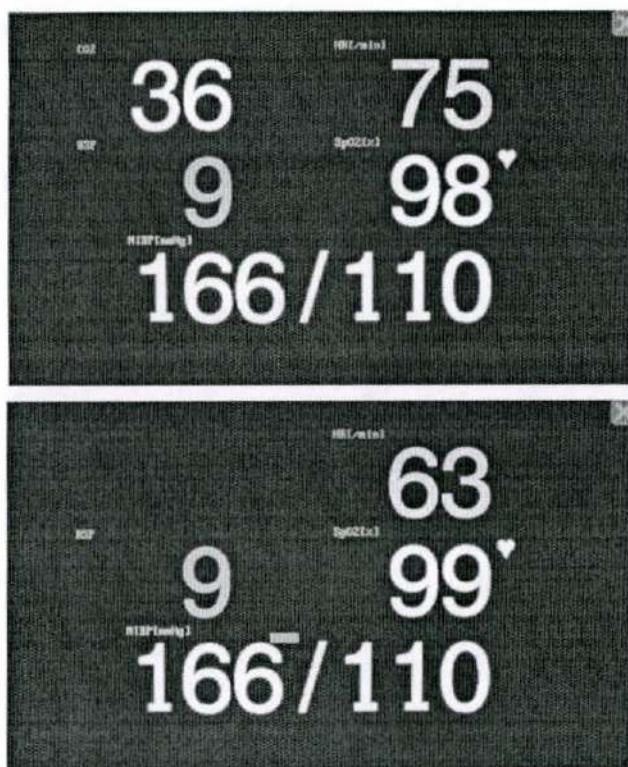 CO2 HR[/min]
36 75
RSP SpO2[%]
9 98
NIBP[mmHg]
166/110
HR[/min]
63
RSP SpO2[%]
9 99
NIBP[mmHg]
166/110